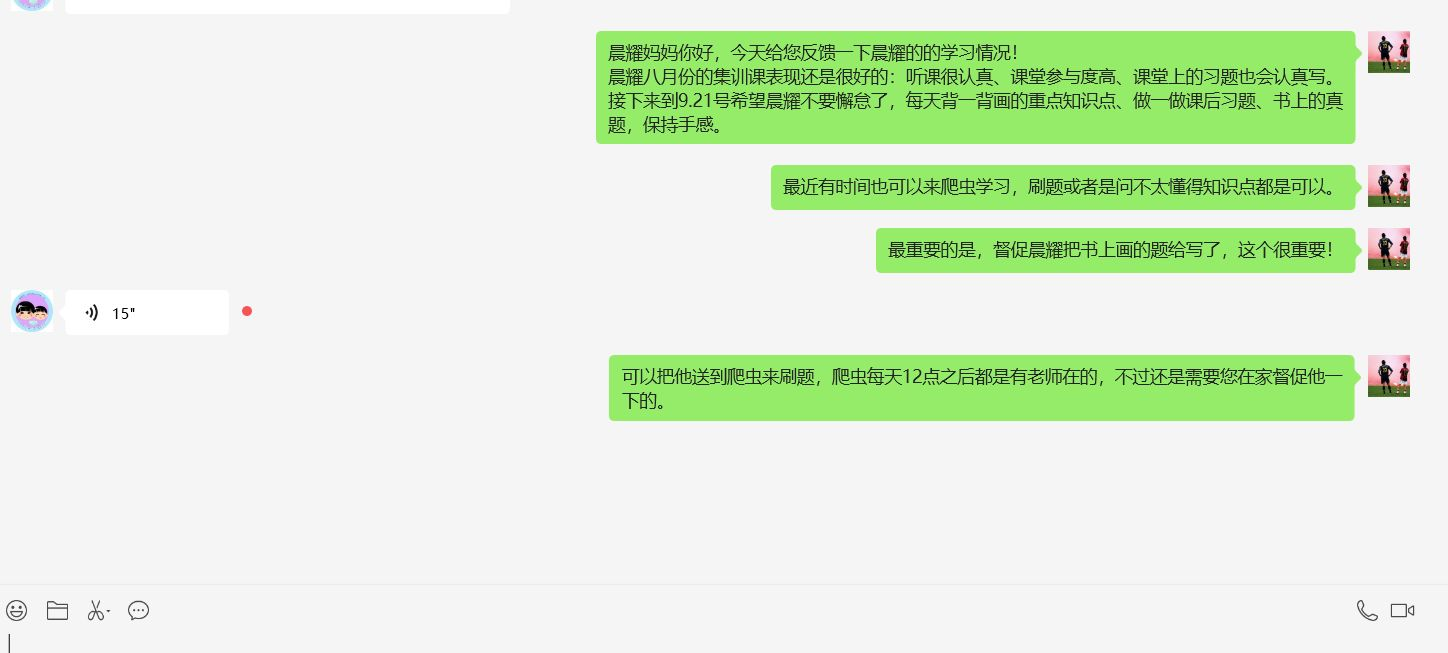 晨耀妈妈你好，今天给您反馈一下晨耀的的学习情况！
晨耀八月份的集训课表现还是很好的：听课很认真、课堂参与度高、课堂上的习题也会认真写。
接下来到9.21号希望晨耀不要懈怠了，每天背一背画的重点知识点、做一做课后习题、书上的真
题，保持手感。
最近有时间也可以来爬虫学习，刷题或者是问不太懂得知识点都是可以。
最重要的是，督促晨耀把书上画的题给写了，这个很重要！
15"
可以把他送到爬虫来刷题，爬虫每天12点之后都是有老师在的，不过还是需要您在家督促他一
下的。